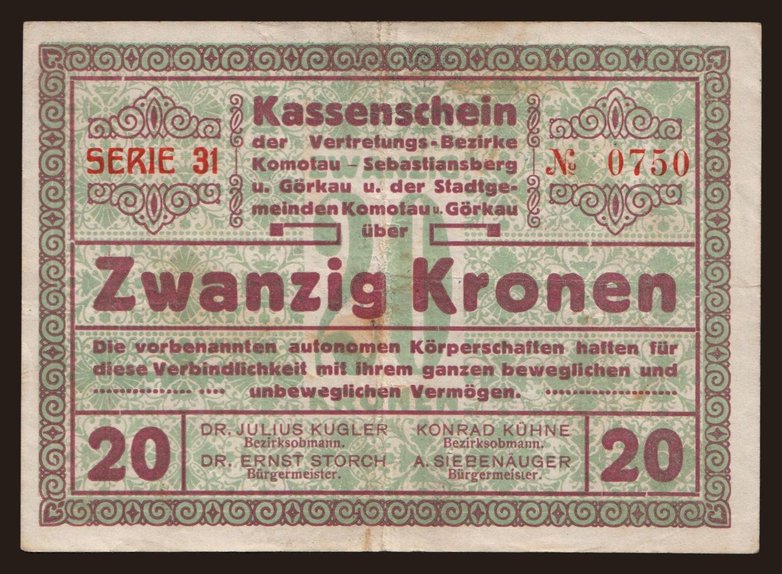 Kassenschein
der Vertretungs-Bezirke
Komotau – Sebastiansberg
u. Görkau u. der Stadtge-
meinden Komotau u. Görkau
über
SERIE 31
№ 0750
Zwanzig Kronen
Die vorbenannten autonomen Körperschaften haften für
diese Verbindlichkeit mit ihrem ganzen beweglichen und
unbeweglichen Vermögen.
20
DR. JULIUS KUGLER
Bezirksobmann.
DR. ERNST STORCH
Bürgermeister.
KONRAD KÜHNE
Bezirksobmann.
A. SIEBENÄUGER
Bürgermeister.
20
20
KRONEN